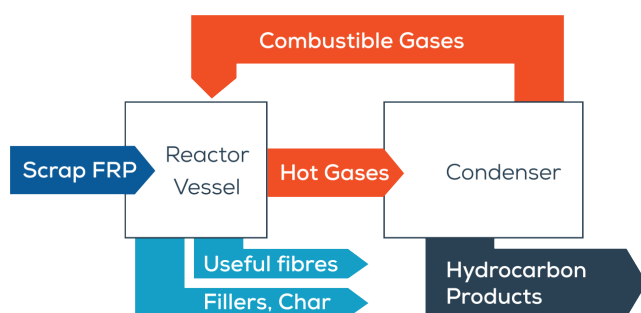 Combustible Gases
Scrap FRP
Reactor
Vessel
Hot Gases
Condenser
Useful fibres
Fillers, Char
Hydrocarbon
Products